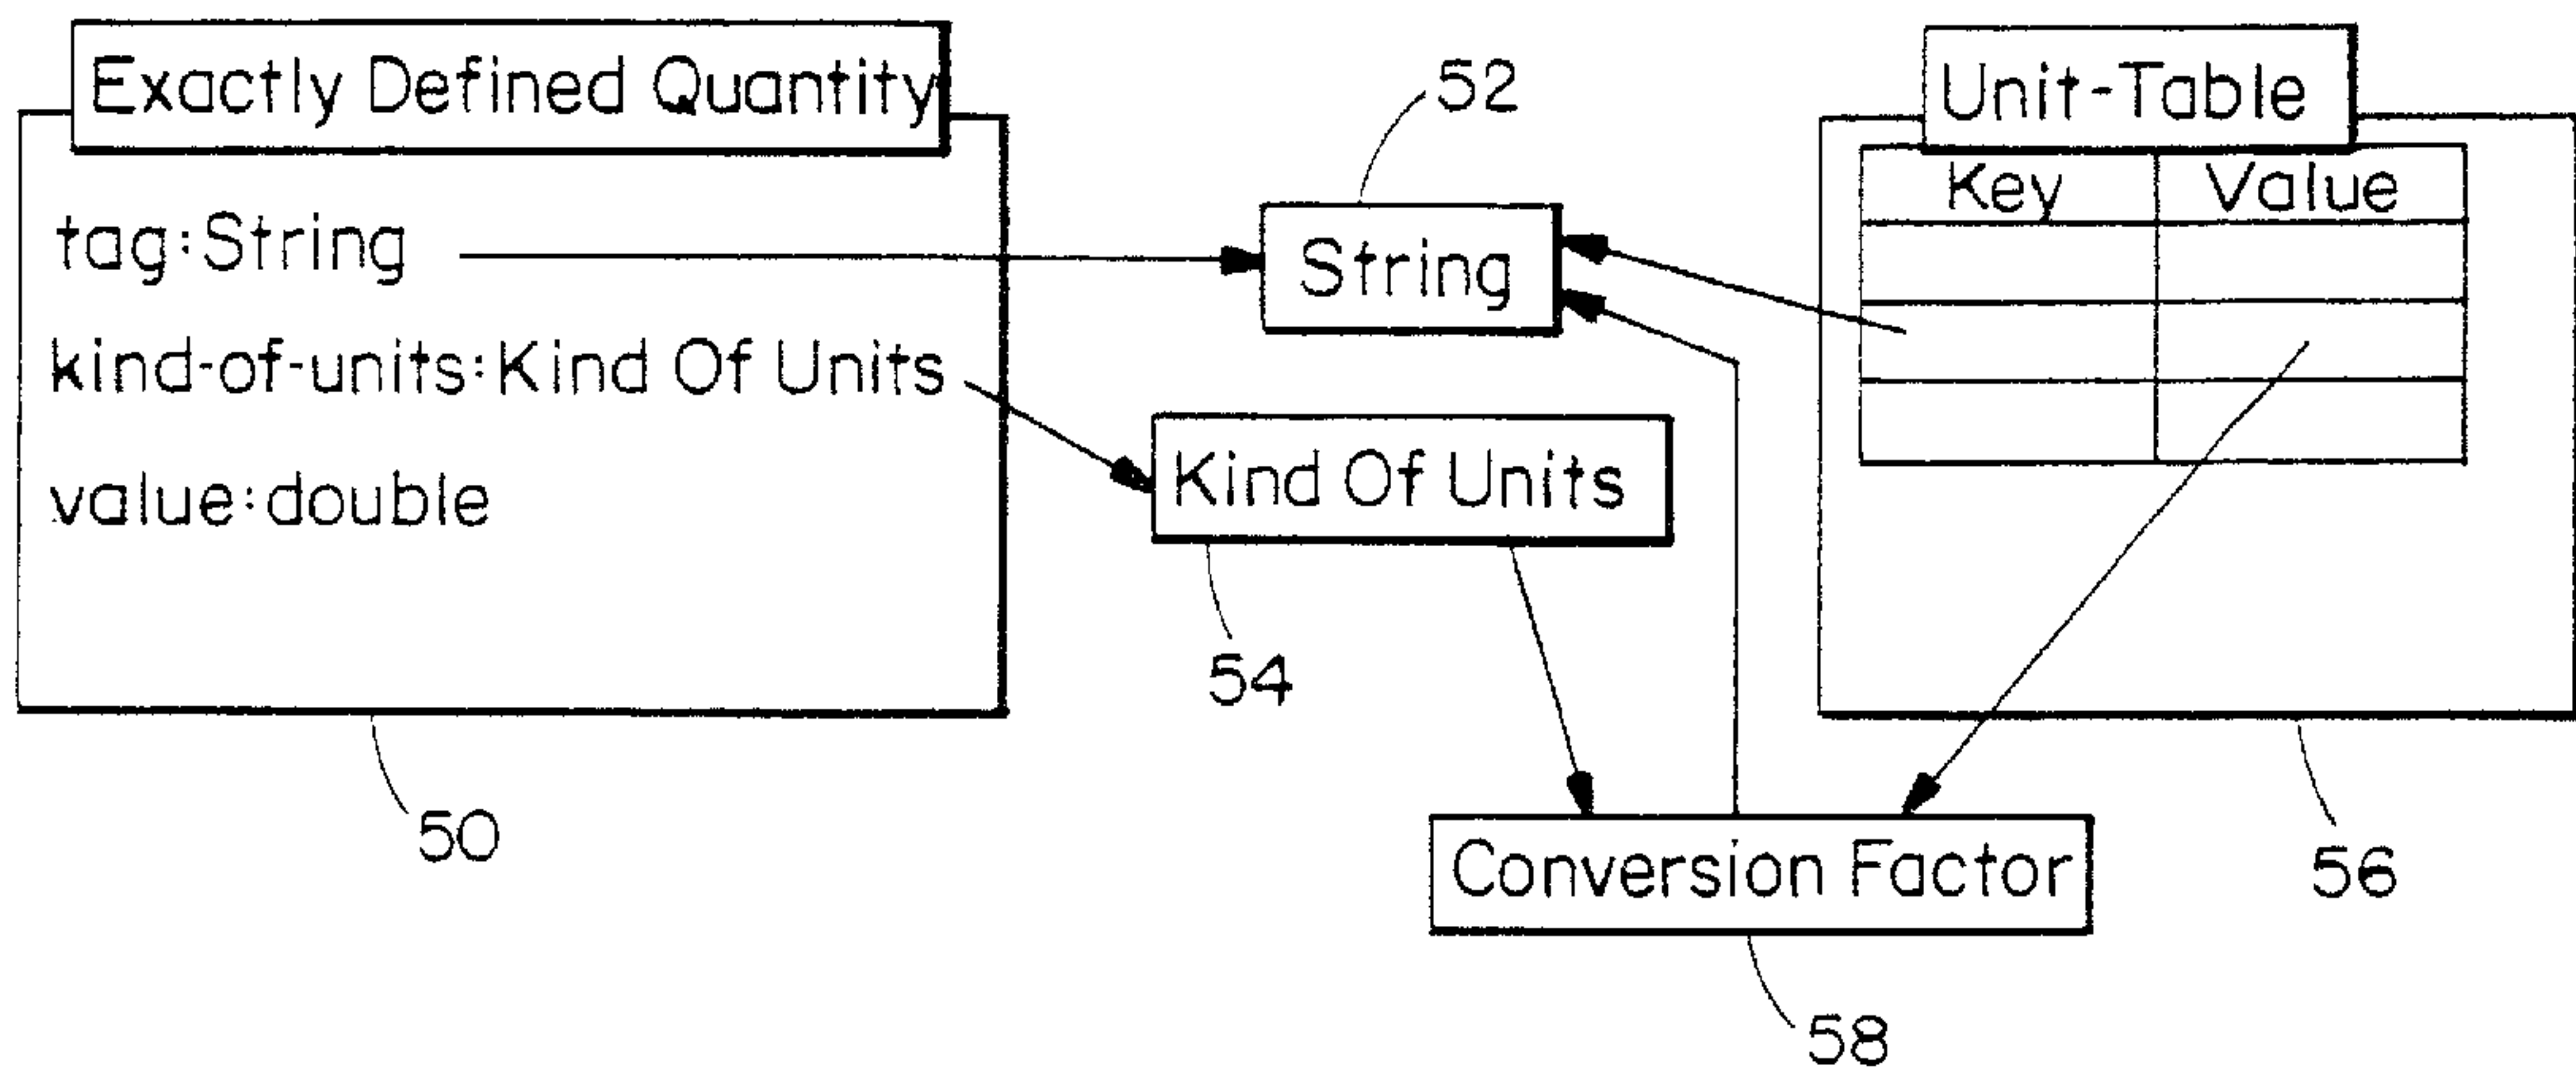 Exactly Defined Quantity
tag:String
kind-of-units:Kind Of Units
value:double
50
52
String
Kind Of Units
54
Unit-Table
Key Value
56
Conversion Factor
58